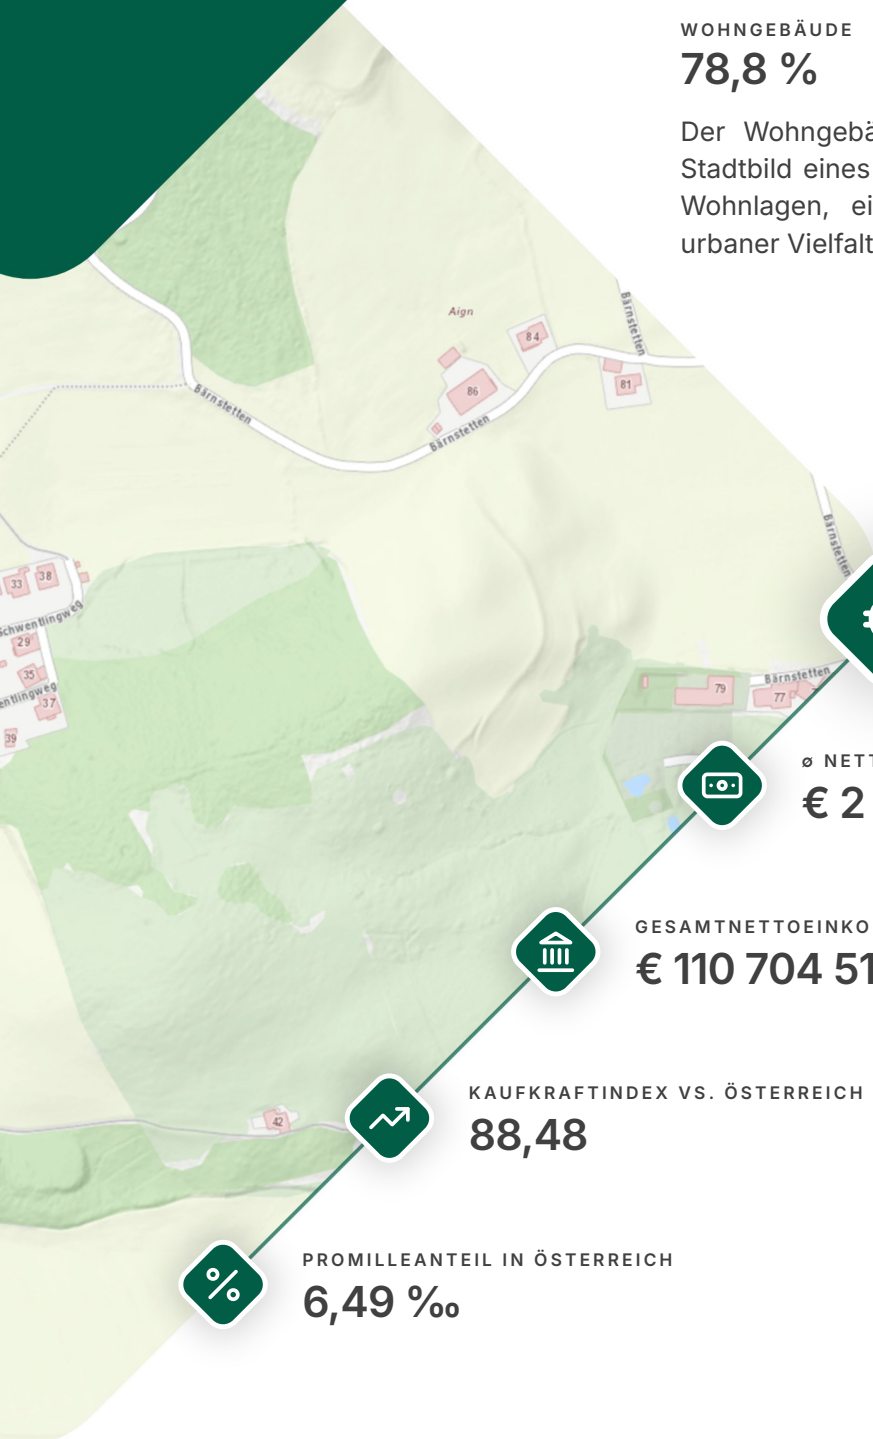 WOHNGEBÄUDE
78,8 %
Der Wohngebä
Stadtbild eines
Wohnlagen, ei
urbaner Vielfalt
Bärnstetten
Aign
84
86
81
Bärnstetten
Bärnstetten
Bärnstetten
33
38
Schwentlingweg
29
35
entlingweg
37
39
79
77
Bärnstetten
ø NETT
€ 2
GESAMTNETTOEINKO
€ 110 704 51
42
KAUFKRAFTINDEX VS. ÖSTERREICH
88,48
PROMILLEANTEIL IN ÖSTERREICH
6,49 ‰